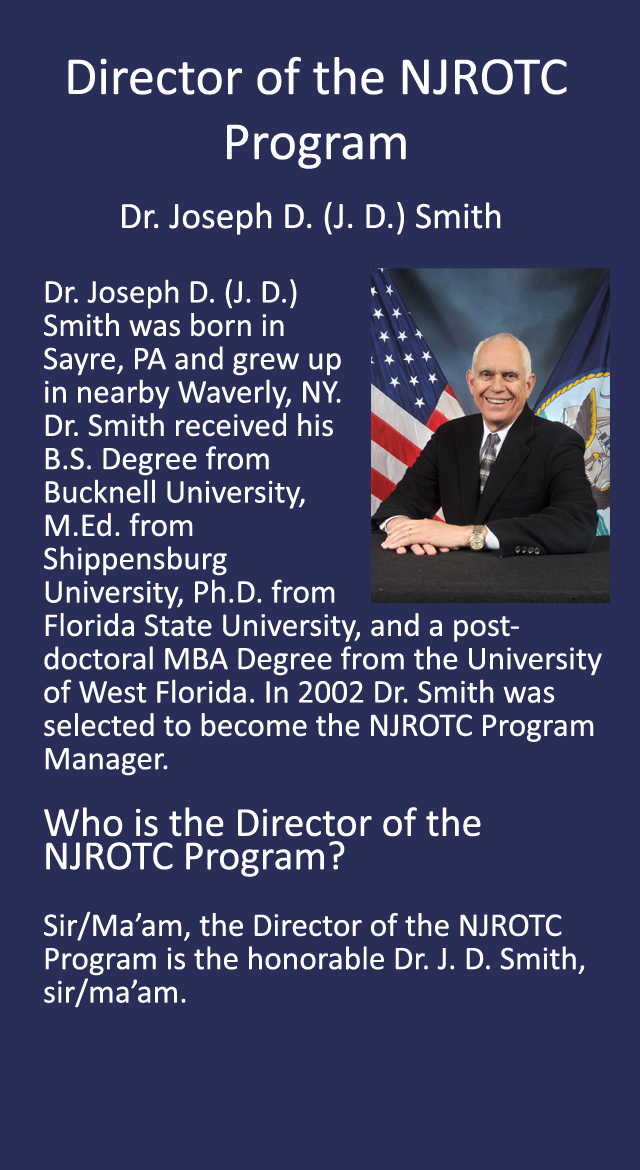 Director of the NJROTC
Program
Dr. Joseph D. (J. D.) Smith
Dr. Joseph D. (J. D.)
Smith was born in
Sayre, PA and grew up
in nearby Waverly, NY.
Dr. Smith received his
B.S. Degree from
Bucknell University,
M.Ed. from
Shippensburg
University, Ph.D. from
Florida State University, and a post-
doctoral MBA Degree from the University
of West Florida. In 2002 Dr. Smith was
selected to become the NJROTC Program
Manager.
Who is the Director of the
NJROTC Program?
Sir/Ma’am, the Director of the NJROTC
Program is the honorable Dr. J. D. Smith,
sir/ma’am.